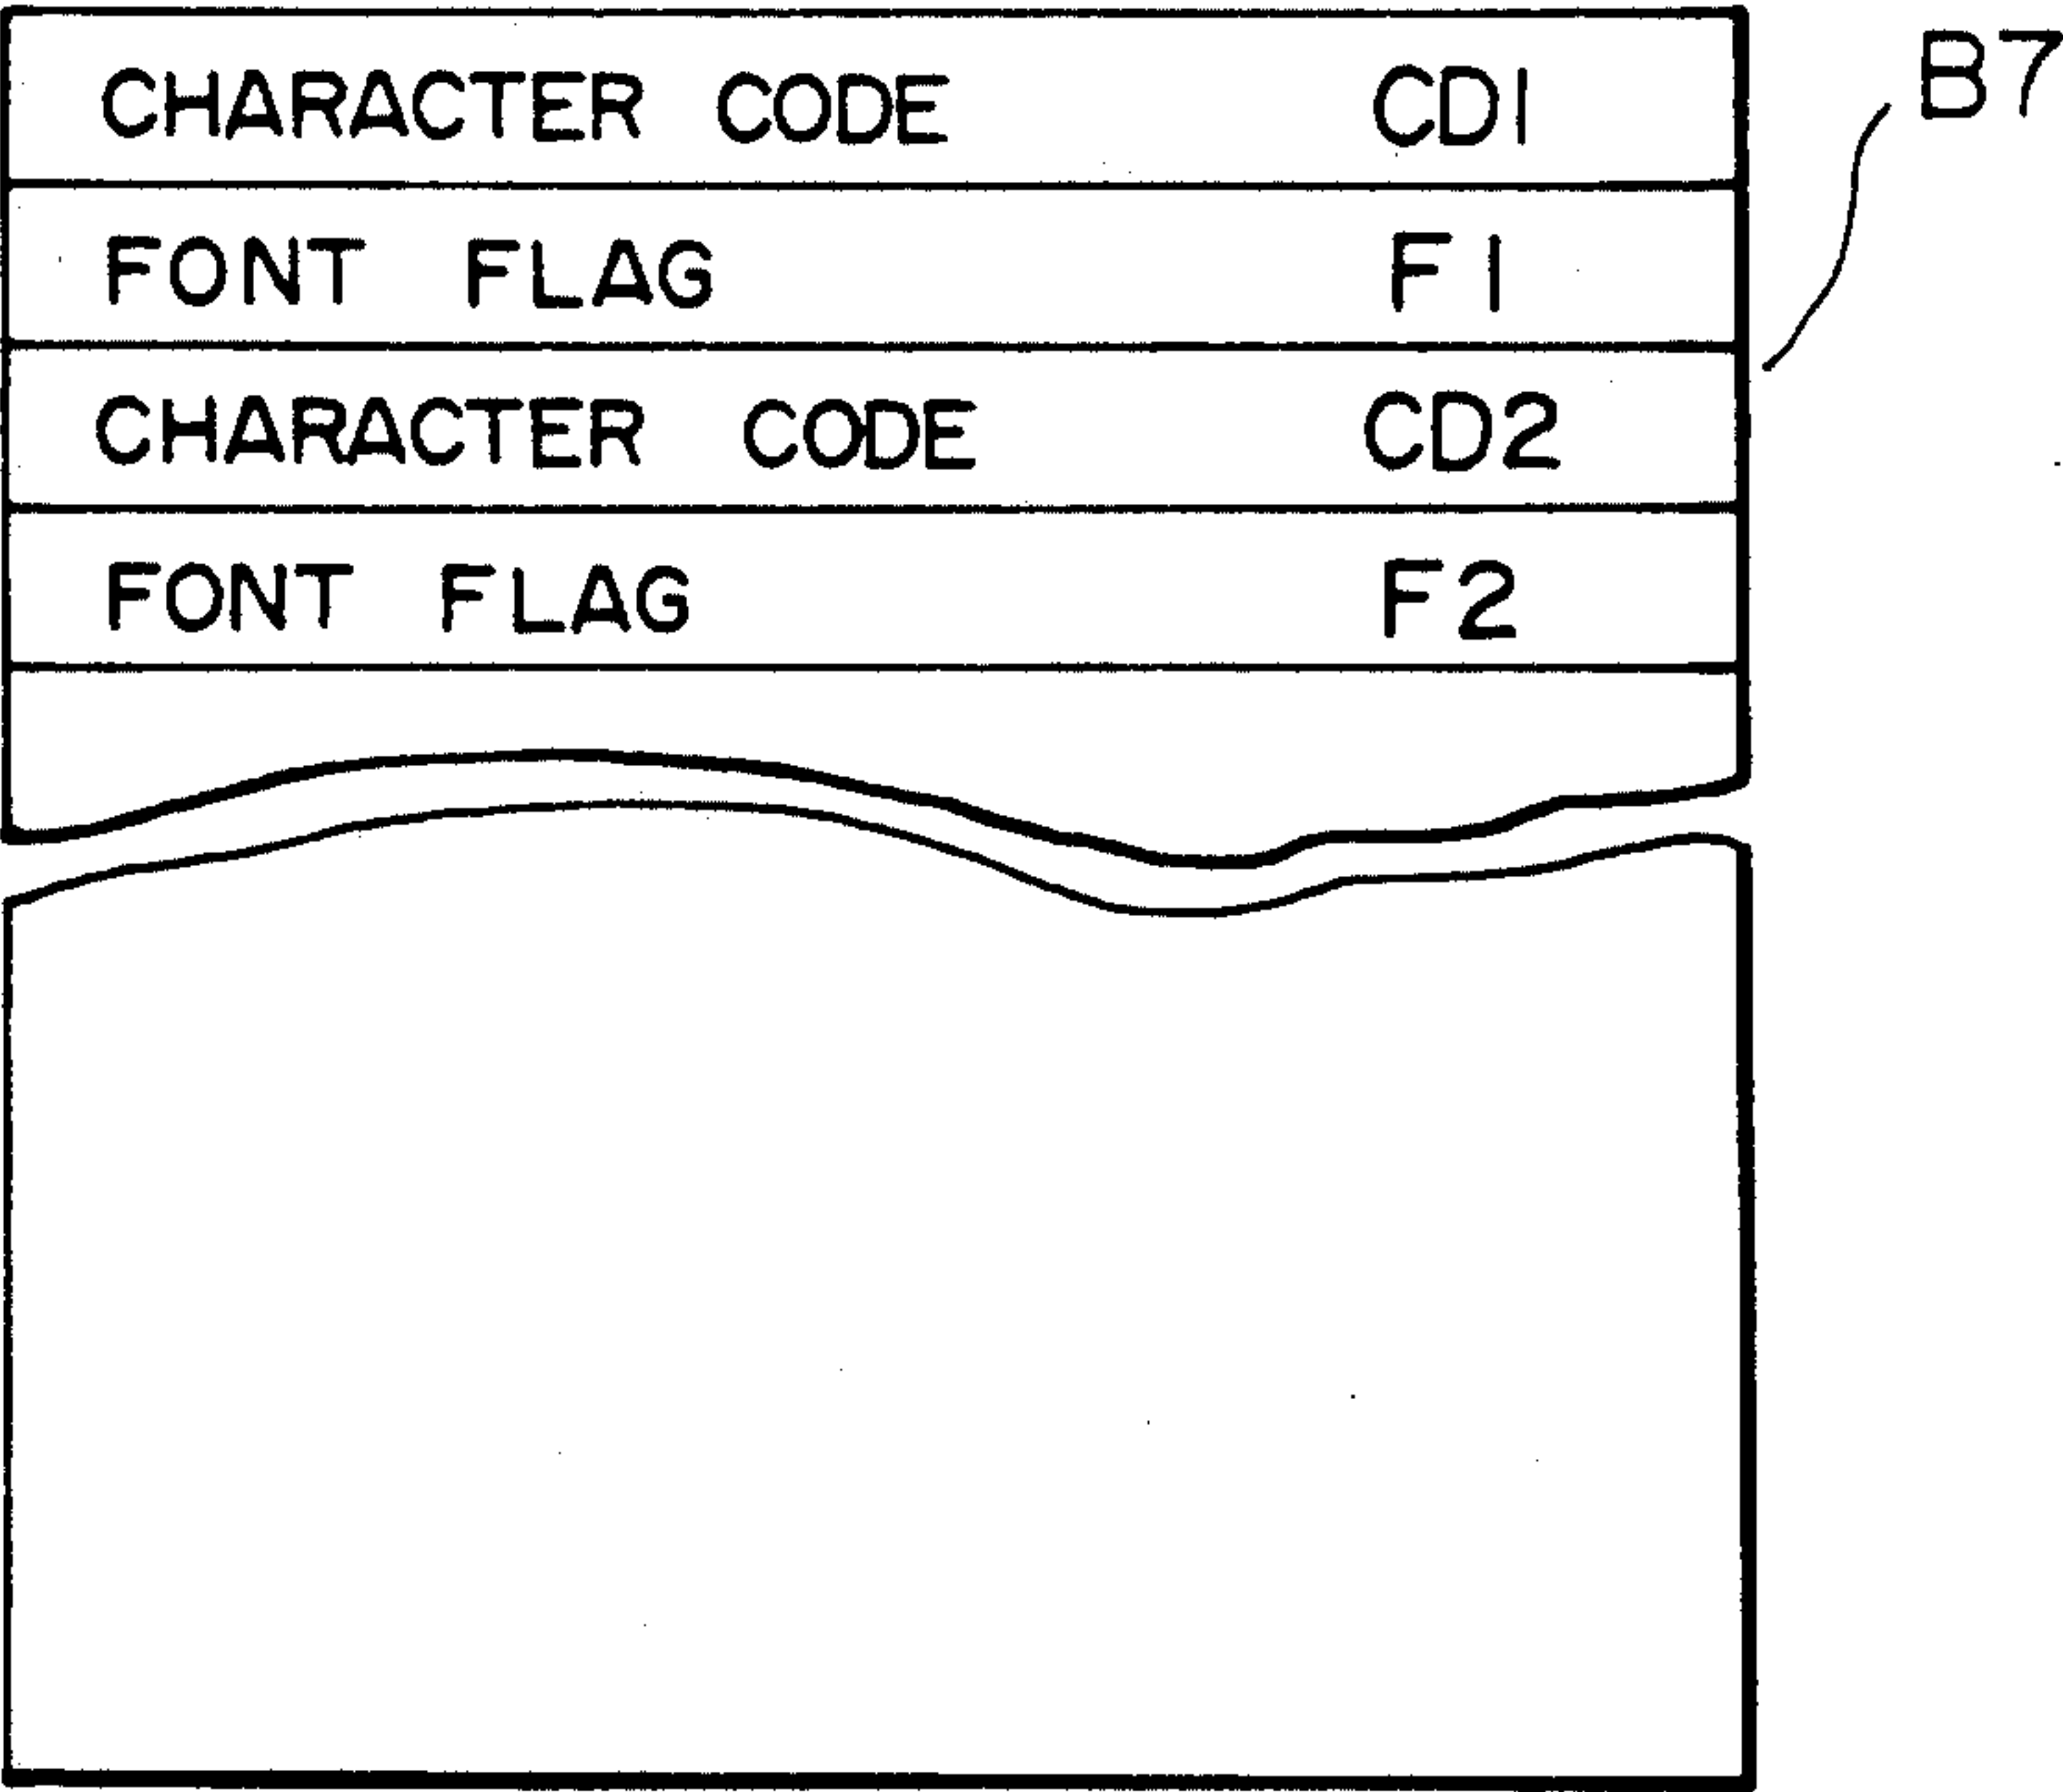 CHARACTER CODE CD1
B7
FONT FLAG F1
CHARACTER CODE CD2
FONT FLAG F2